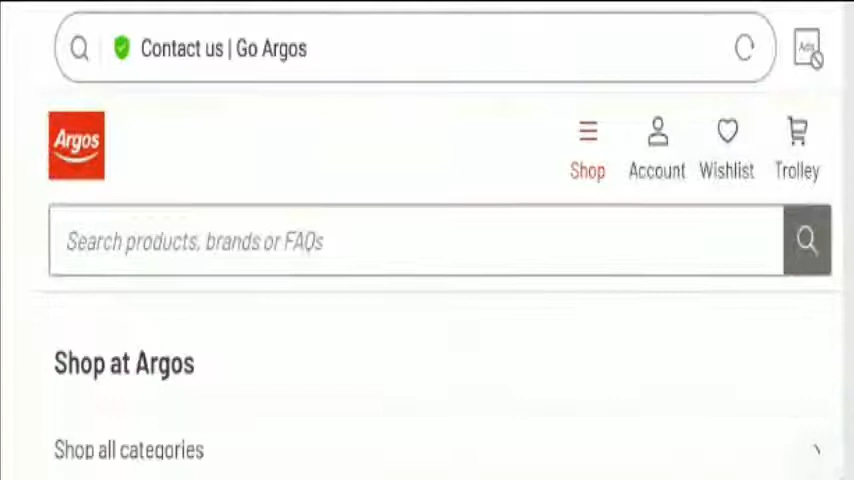 Contact us | Go Argos
Ads
Argos
Shop Account Wishlist Trolley
Search products, brands or FAQs
Shop at Argos
Shop all categories